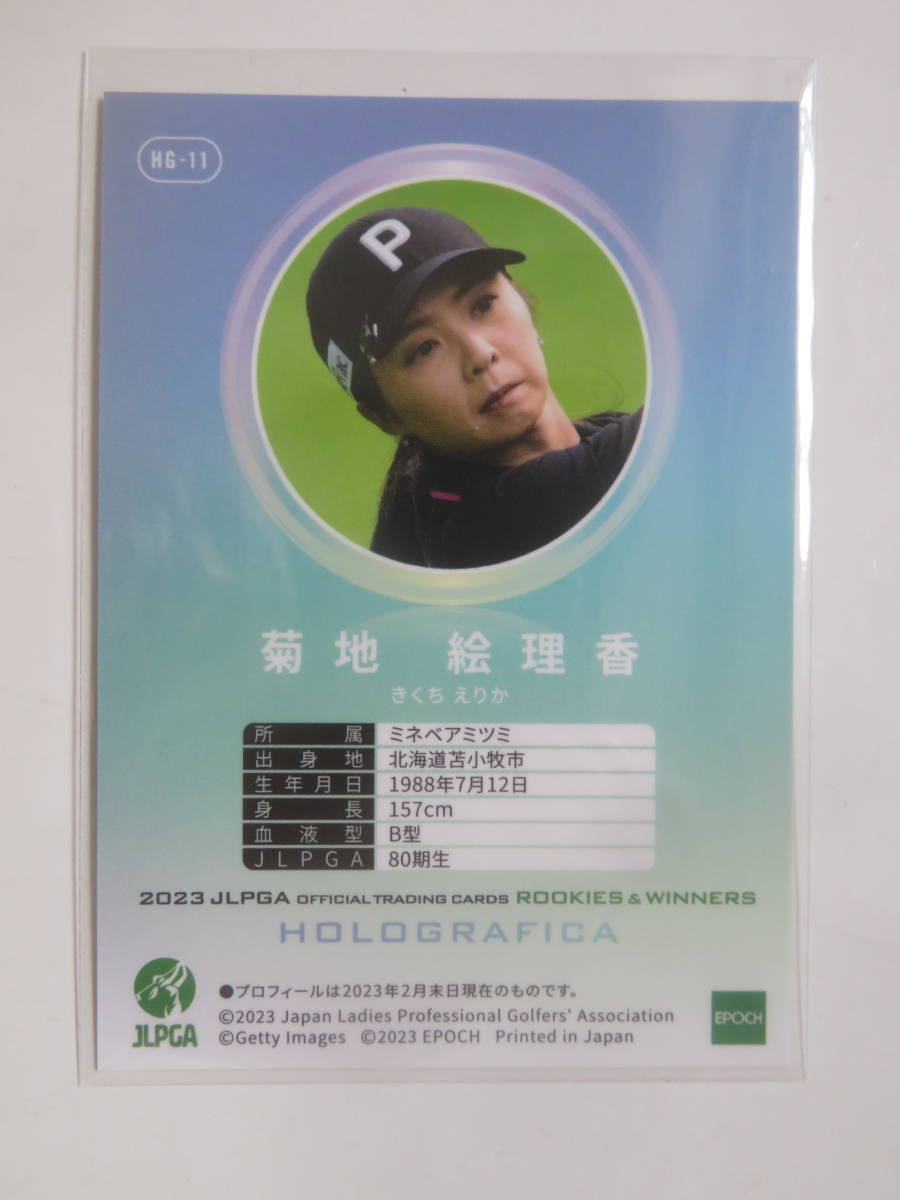 HG-11
P
菊地 絵理香
きくち えりか
所属 ミネベアミツミ
出身地 北海道苫小牧市
生年月日 1988年7月12日
身長 157cm
血液型 B型
JLPGA 80期生
2023 JLPGA OFFICIAL TRADING CARDS ROOKIES & WINNERS
HOLOGRAFICA
●プロフィールは2023年2月末日現在のものです。
©2023 Japan Ladies Professional Golfers' Association
©Getty Images ©2023 EPOCH Printed in Japan
JLPGA
EPOCH